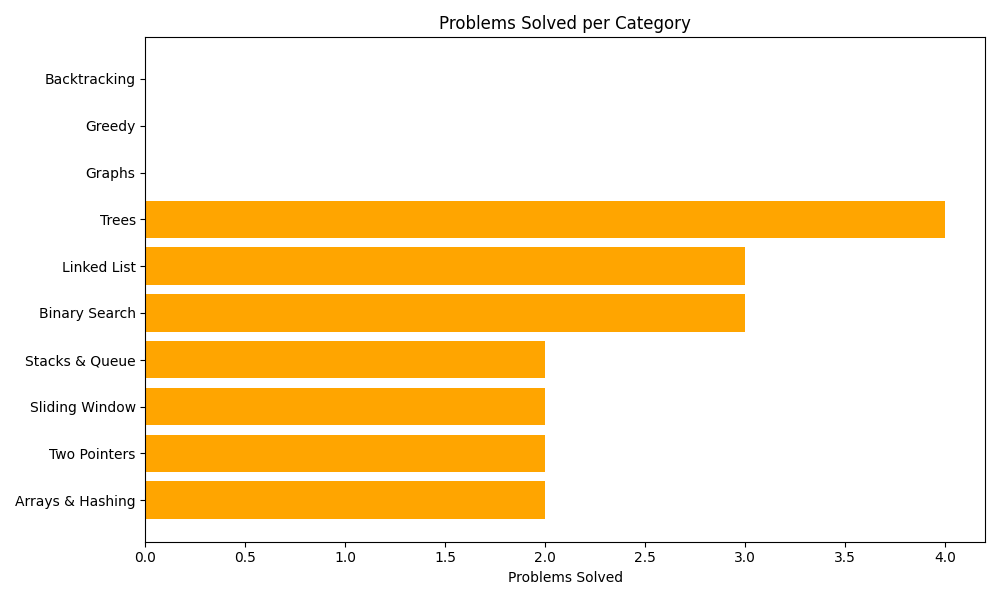 Problems Solved per Category
Backtracking
Greedy
Graphs
Trees
Linked List
Binary Search
Stacks & Queue
Sliding Window
Two Pointers
Arrays & Hashing
0.0 0.5 1.0 1.5 2.0 2.5 3.0 3.5 4.0
Problems Solved